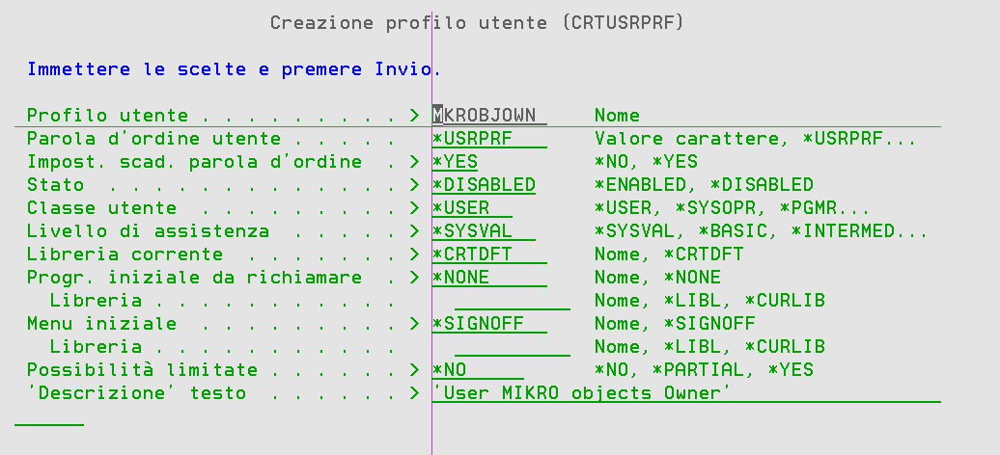 Creazione profilo utente (CRTUSRPRF)
Immettere le scelte e premere Invio.
Profilo utente . . . . . . . . . > MKROBJOWN Nome
Parola d'ordine utente . . . . . *USRPRF Valore carattere, *USRPRF...
Impost. scad. parola d'ordine . > *YES *NO, *YES
Stato . . . . . . . . . . . . . > *DISABLED *ENABLED, *DISABLED
Classe utente . . . . . . . . . > *USER *USER, *SYSOPR, *PGMR...
Livello di assistenza . . . . . > *SYSVAL *SYSVAL, *BASIC, *INTERMED...
Libreria corrente . . . . . . . > *CRTDFT Nome, *CRTDFT
Progr. iniziale da richiamare . > *NONE Nome, *NONE
Libreria . . . . . . . . . . . Nome, *LIBL, *CURLIB
Menu iniziale . . . . . . . . . > *SIGNOFF Nome, *SIGNOFF
Libreria . . . . . . . . . . . Nome, *LIBL, *CURLIB
Possibilità limitate . . . . . . > *NO *NO, *PARTIAL, *YES
'Descrizione' testo . . . . . . > 'User MIKRO objects Owner'